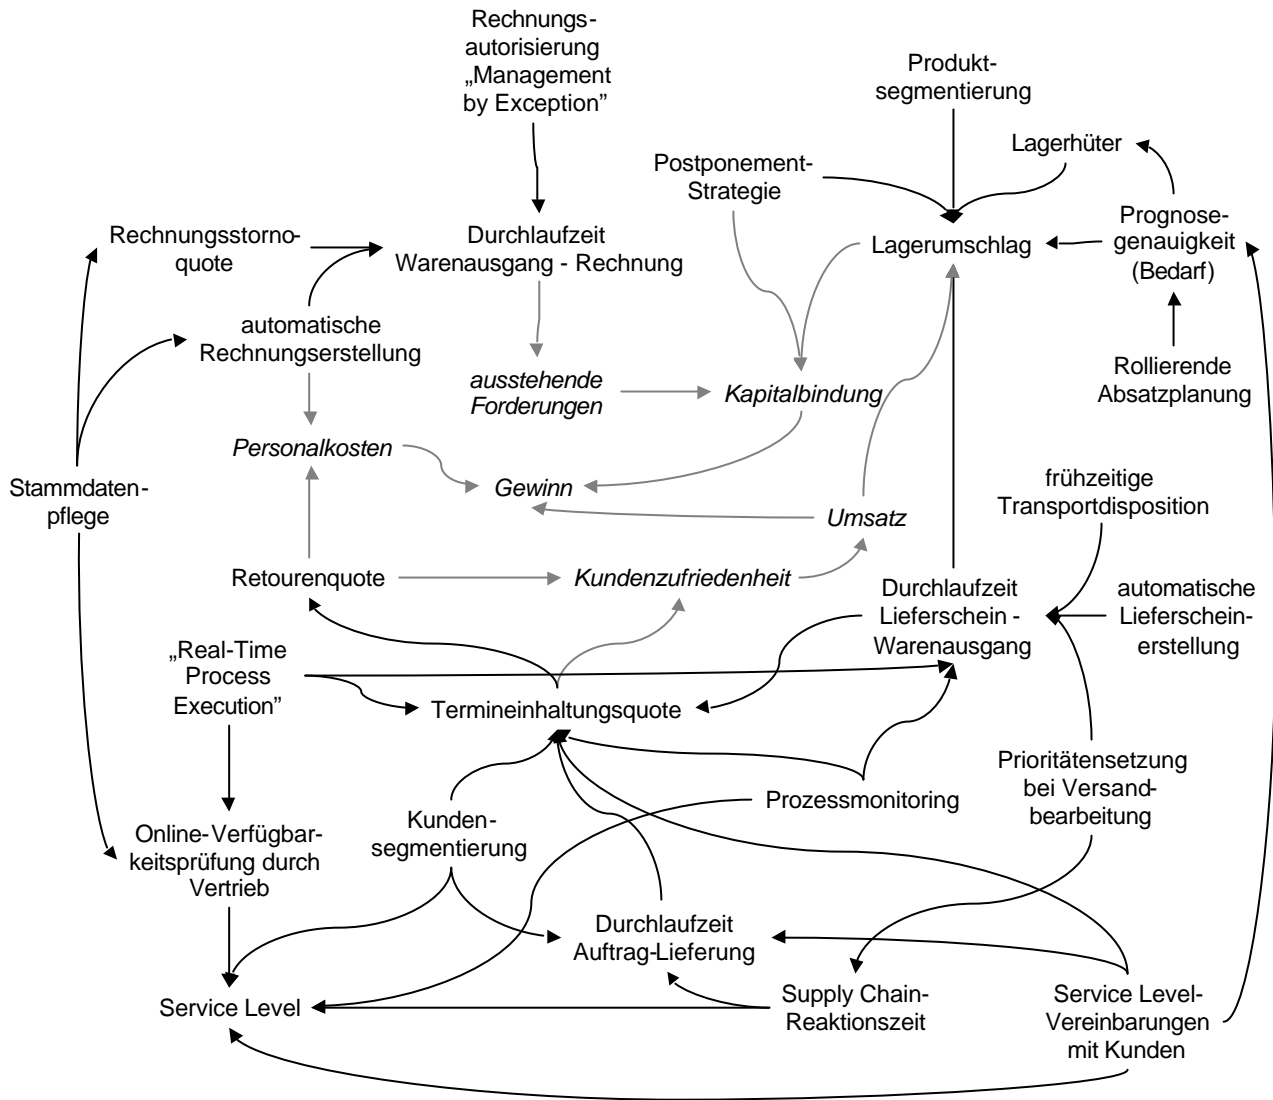 Rechnungs-
autorisierung
„Management
by Exception”
Produkt-
segmentierung
Lagerhüter
Postponement-
Strategie
Prognose-
genauigkeit
(Bedarf)
Rechnungsstorno-
quote
Durchlaufzeit
Warenausgang - Rechnung
Lagerumschlag
automatische
Rechnungserstellung
ausstehende
Forderungen
Kapitalbindung
Rollierende
Absatzplanung
Personalkosten
Gewinn
Stammdaten-
pflege
Umsatz
frühzeitige
Transportdisposition
Retourenquote
Kundenzufriedenheit
Durchlaufzeit
Lieferschein -
Warenausgang
automatische
Lieferschein-
erstellung
„Real-Time
Process
Execution”
Termineinhaltungsquote
Prioritätensetzung
bei Versand-
bearbeitung
Prozessmonitoring
Online-Verfügbar-
keitsprüfung durch
Vertrieb
Kunden-
segmentierung
Durchlaufzeit
Auftrag-Lieferung
Service Level
Supply Chain-
Reaktionszeit
Service Level-
Vereinbarungen
mit Kunden